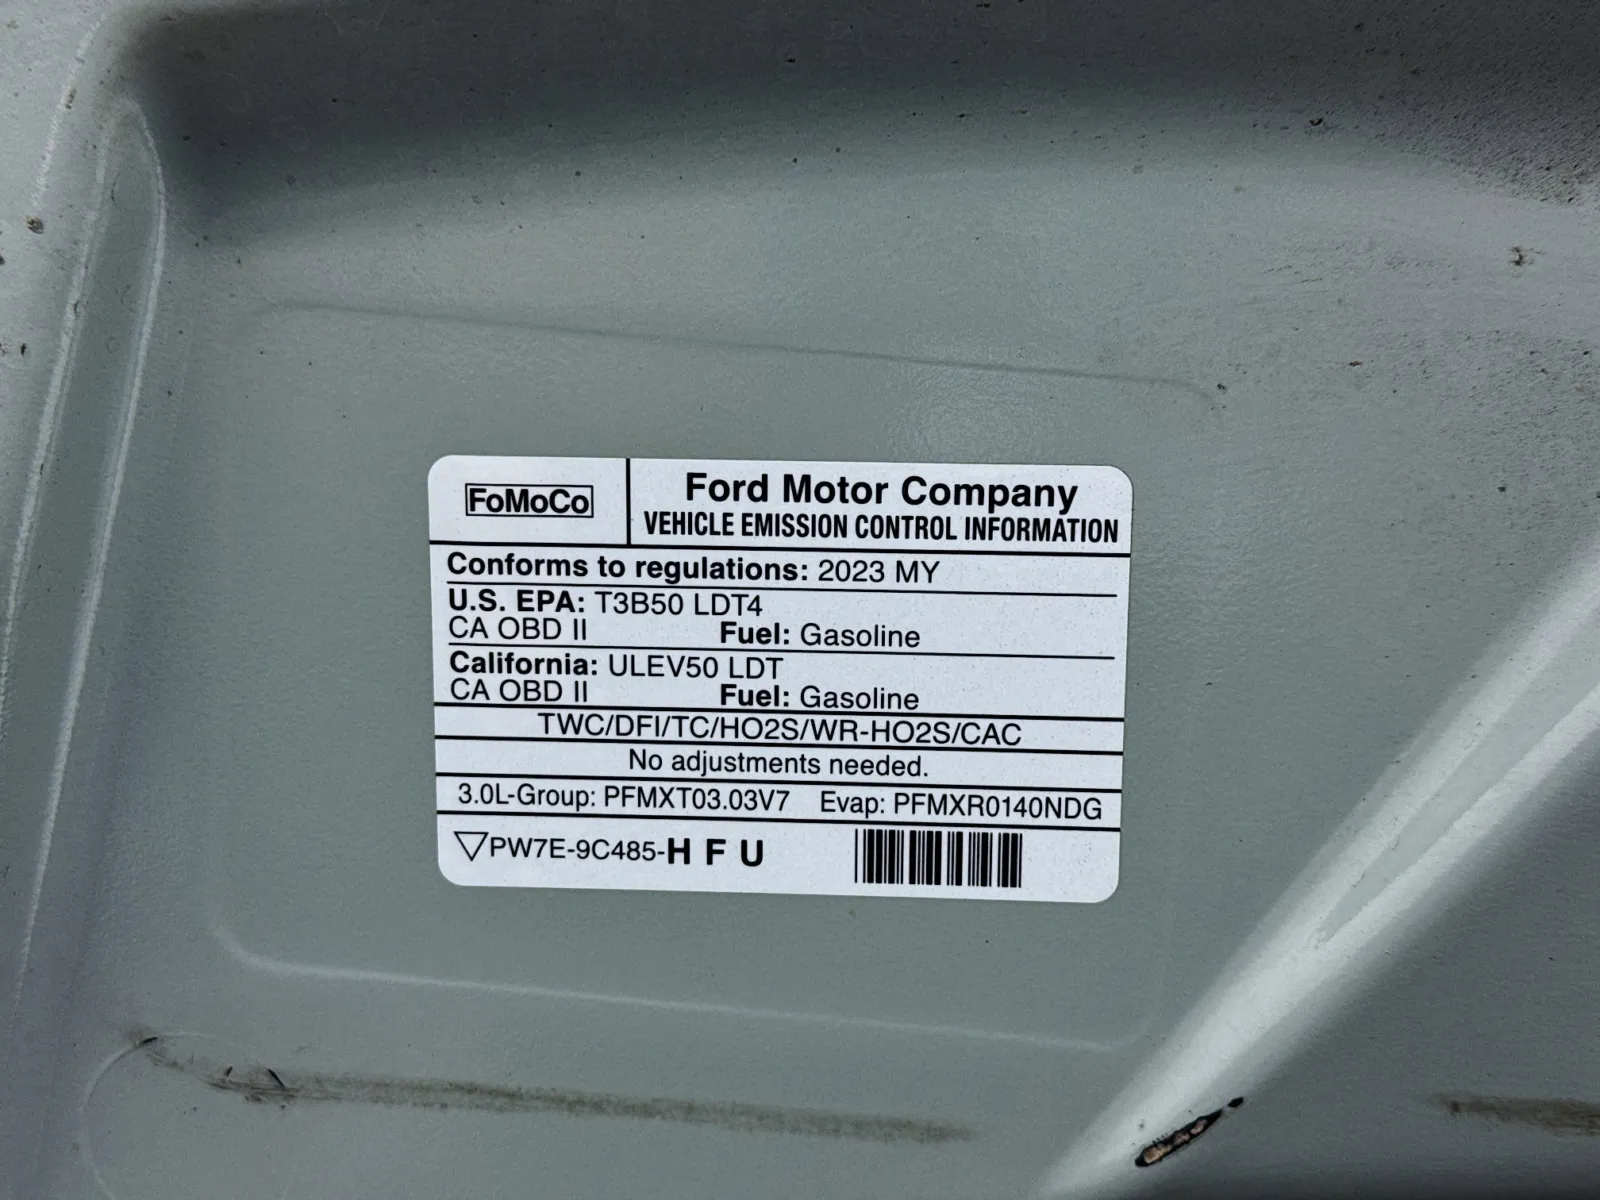 FoMoCo
Ford Motor Company
VEHICLE EMISSION CONTROL INFORMATION
Conforms to regulations: 2023 MY
U.S. EPA: T3B50 LDT4
CA OBD II Fuel: Gasoline
California: ULEV50 LDT
CA OBD II Fuel: Gasoline
TWC/DFI/TC/HO2S/WR-HO2S/CAC
No adjustments needed.
3.0L-Group: PFMXT03.03V7 Evap: PFMXR0140NDG
PW7E-9C485-H F U